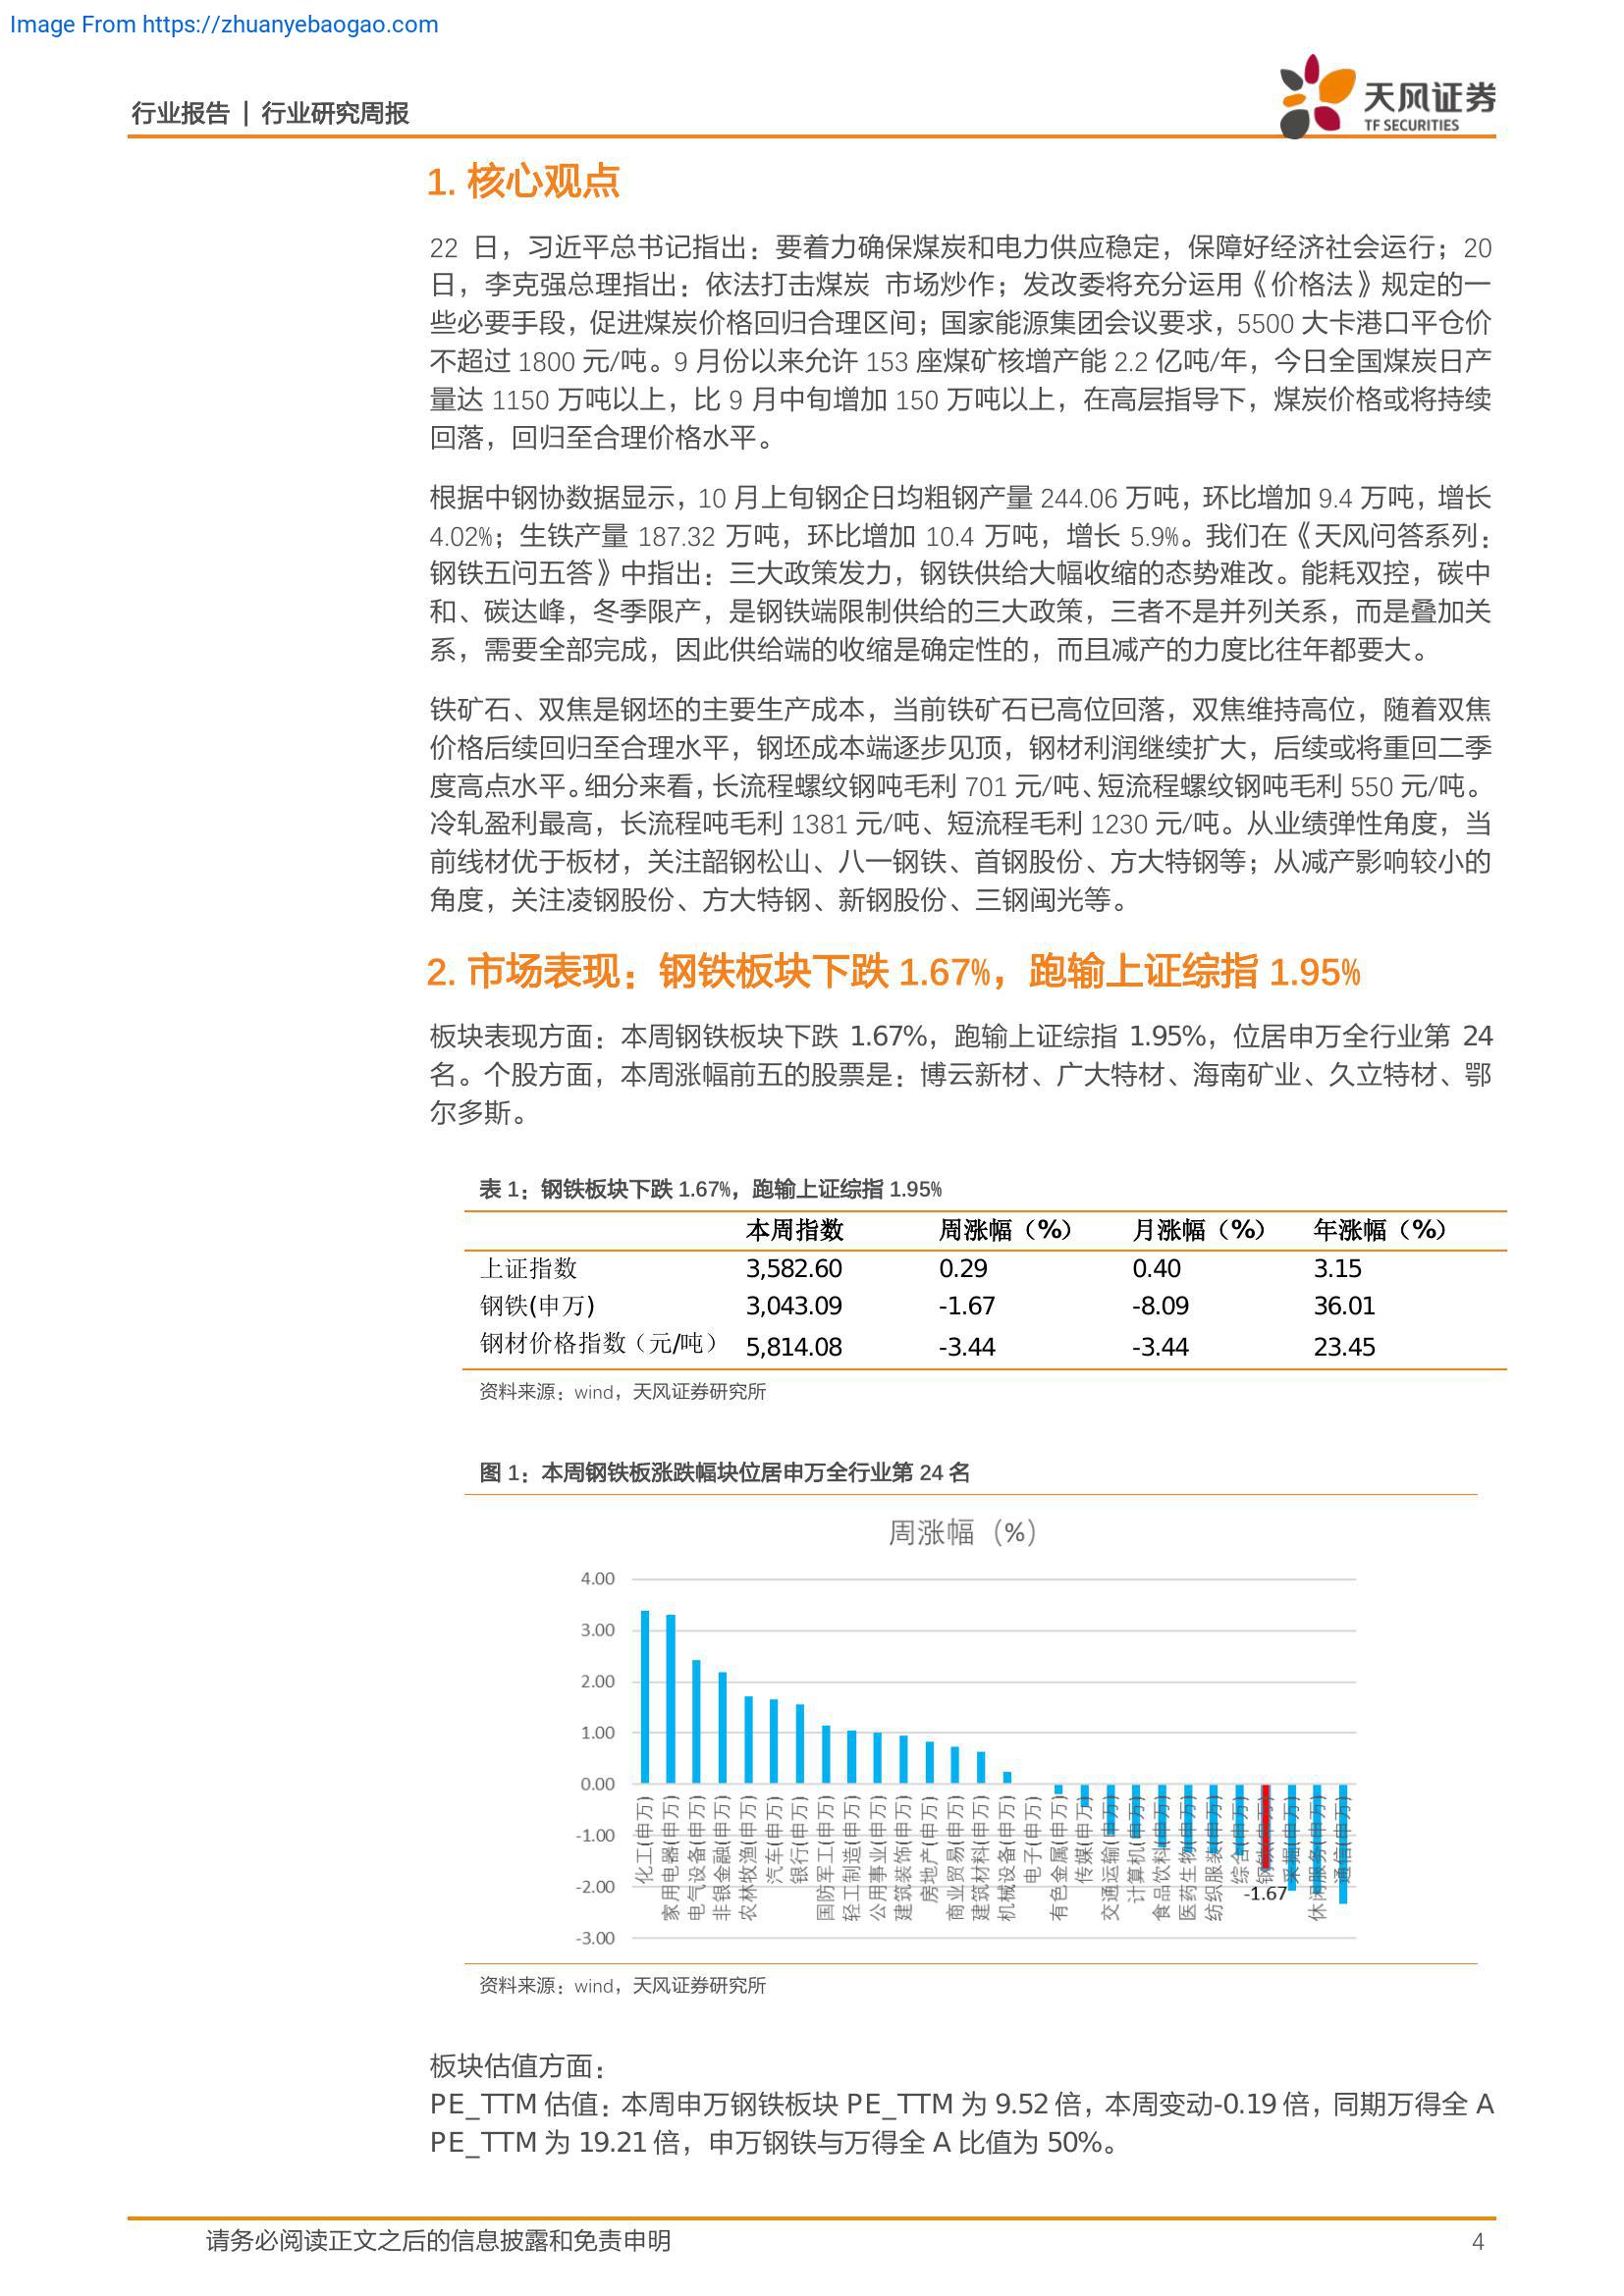 Image From https://zhuanyebaogao.com
行业报告 | 行业研究周报
天风证券
TF SECURITIES
1. 核心观点
22 日，习近平总书记指出：要着力确保煤炭和电力供应稳定，保障好经济社会运行；20
日，李克强总理指出：依法打击煤炭 市场炒作；发改委将充分运用《价格法》规定的一
些必要手段，促进煤炭价格回归合理区间；国家能源集团会议要求，5500 大卡港口平仓价
不超过 1800 元/吨。9 月份以来允许 153 座煤矿核增产能 2.2 亿吨/年，今日全国煤炭日产
量达 1150 万吨以上，比 9 月中旬增加 150 万吨以上，在高层指导下，煤炭价格或将持续
回落，回归至合理价格水平。
根据中钢协数据显示，10 月上旬钢企日均粗钢产量 244.06 万吨，环比增加 9.4 万吨，增长
4.02%；生铁产量 187.32 万吨，环比增加 10.4 万吨，增长 5.9%。我们在《天风问答系列：
钢铁五问五答》中指出：三大政策发力，钢铁供给大幅收缩的态势难改。能耗双控，碳中
和、碳达峰，冬季限产，是钢铁端限制供给的三大政策，三者不是并列关系，而是叠加关
系，需要全部完成，因此供给端的收缩是确定性的，而且减产的力度比往年都要大。
铁矿石、双焦是钢坯的主要生产成本，当前铁矿石已高位回落，双焦维持高位，随着双焦
价格后续回归至合理水平，钢坯成本端逐步见顶，钢材利润继续扩大，后续或将重回二季
度高点水平。细分来看，长流程螺纹钢吨毛利 701 元/吨、短流程螺纹钢吨毛利 550 元/吨。
冷轧盈利最高，长流程吨毛利 1381 元/吨、短流程毛利 1230 元/吨。从业绩弹性角度，当
前线材优于板材，关注韶钢松山、八一钢铁、首钢股份、方大特钢等；从减产影响较小的
角度，关注凌钢股份、方大特钢、新钢股份、三钢闽光等。
2. 市场表现：钢铁板块下跌 1.67%，跑输上证综指 1.95%
板块表现方面：本周钢铁板块下跌 1.67%，跑输上证综指 1.95%，位居申万全行业第 24
名。个股方面，本周涨幅前五的股票是：博云新材、广大特材、海南矿业、久立特材、鄂
尔多斯。
表 1：钢铁板块下跌 1.67%，跑输上证综指 1.95%
本周指数 周涨幅（%） 月涨幅（%） 年涨幅（%）
上证指数 3,582.60 0.29 0.40 3.15
钢铁(申万) 3,043.09 -1.67 -8.09 36.01
钢材价格指数（元/吨） 5,814.08 -3.44 -3.44 23.45
资料来源：wind，天风证券研究所
图 1：本周钢铁板涨跌幅块位居申万全行业第 24 名
周涨幅（%）
4.00
3.00
2.00
1.00
0.00
-1.00
-2.00
-3.00
化工(申万)
家用电器(申万)
电气设备(申万)
非银金融(申万)
农林牧渔(申万)
汽车(申万)
银行(申万)
国防军工(申万)
轻工制造(申万)
公用事业(申万)
建筑装饰(申万)
房地产(申万)
商业贸易(申万)
建筑材料(申万)
机械设备(申万)
电子(申万)
有色金属(申万)
传媒(申万)
交通运输(申万)
计算机(申万)
食品饮料(申万)
医药生物(申万)
纺织服装(申万)
综合(申万)
钢铁(申万)
采掘(申万)
休闲服务(申万)
通信(申万)
-1.67
资料来源：wind，天风证券研究所
板块估值方面：
PE_TTM 估值：本周申万钢铁板块 PE_TTM 为 9.52 倍，本周变动-0.19 倍，同期万得全 A
PE_TTM 为 19.21 倍，申万钢铁与万得全 A 比值为 50%。
请务必阅读正文之后的信息披露和免责申明
4